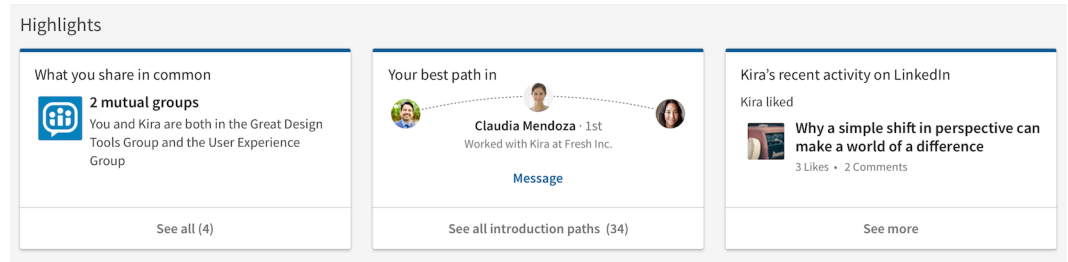 Highlights
What you share in common
2 mutual groups
You and Kira are both in the Great Design
Tools Group and the User Experience
Group
See all (4)
Your best path in
Claudia Mendoza · 1st
Worked with Kira at Fresh Inc.
Message
See all introduction paths (34)
Kira's recent activity on LinkedIn
Kira liked
Why a simple shift in perspective can
make a world of a difference
3 Likes • 2 Comments
See more